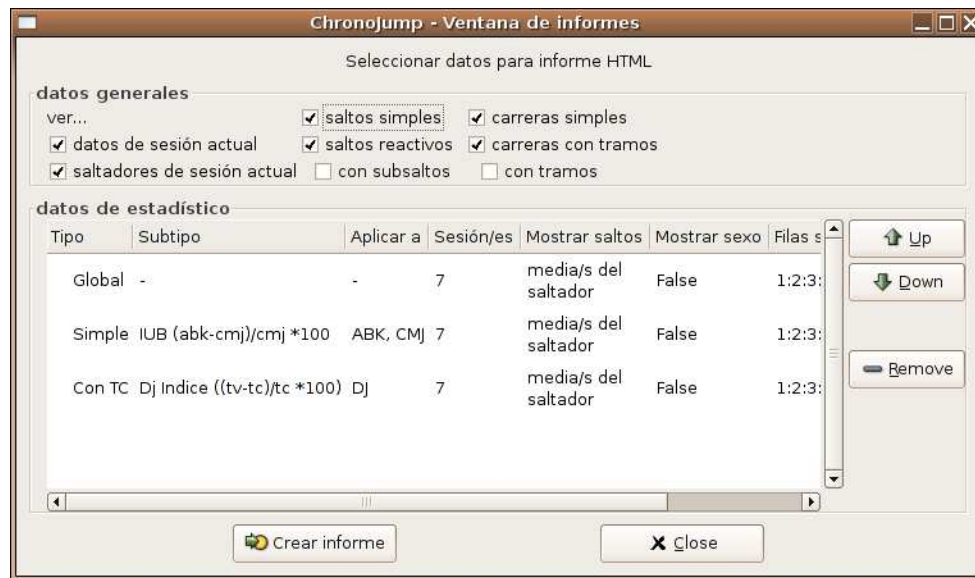 ChronoJump - Ventana de informes
Seleccionar datos para informe HTML
datos generales
ver... saltos simples carreras simples
datos de sesión actual saltos reactivos carreras con tramos
saltadores de sesión actual con subsaltos con tramos
datos de estadístico
Tipo Subtipo Aplicar a Sesión/es Mostrar saltos Mostrar sexo Filas s
Up
Global - - 7 media/s del saltador False 1:2:3:
Down
Simple IUB (abk-cmj)/cmj *100 ABK, CMJ 7 media/s del saltador False 1:2:3:
Remove
Con TC Dj Indice ((tv-tc)/tc *100) DJ 7 media/s del saltador False 1:2:3:
Crear informe Close